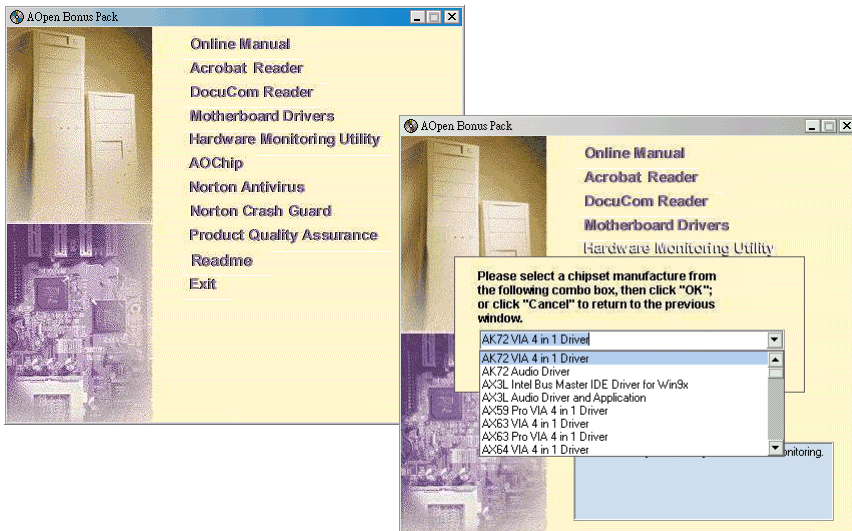 AOpen Bonus Pack
Online Manual
Acrobat Reader
DocuCom Reader
Motherboard Drivers
Hardware Monitoring Utility
AOChip
Norton Antivirus
Norton Crash Guard
Product Quality Assurance
Readme
Exit
AOpen Bonus Pack
Online Manual
Acrobat Reader
DocuCom Reader
Motherboard Drivers
Hardware Monitoring Utility
Please select a chipset manufacture from
the following combo box, then click "OK";
or click "Cancel" to return to the previous
window.
AK72 VIA 4 in 1 Driver
AK72 VIA 4 in 1 Driver
AK72 Audio Driver
AX3L Intel Bus Master IDE Driver for Win9x
AX3L Audio Driver and Application
AX59 Pro VIA 4 in 1 Driver
AX63 VIA 4 in 1 Driver
AX63 Pro VIA 4 in 1 Driver
AX64 VIA 4 in 1 Driver